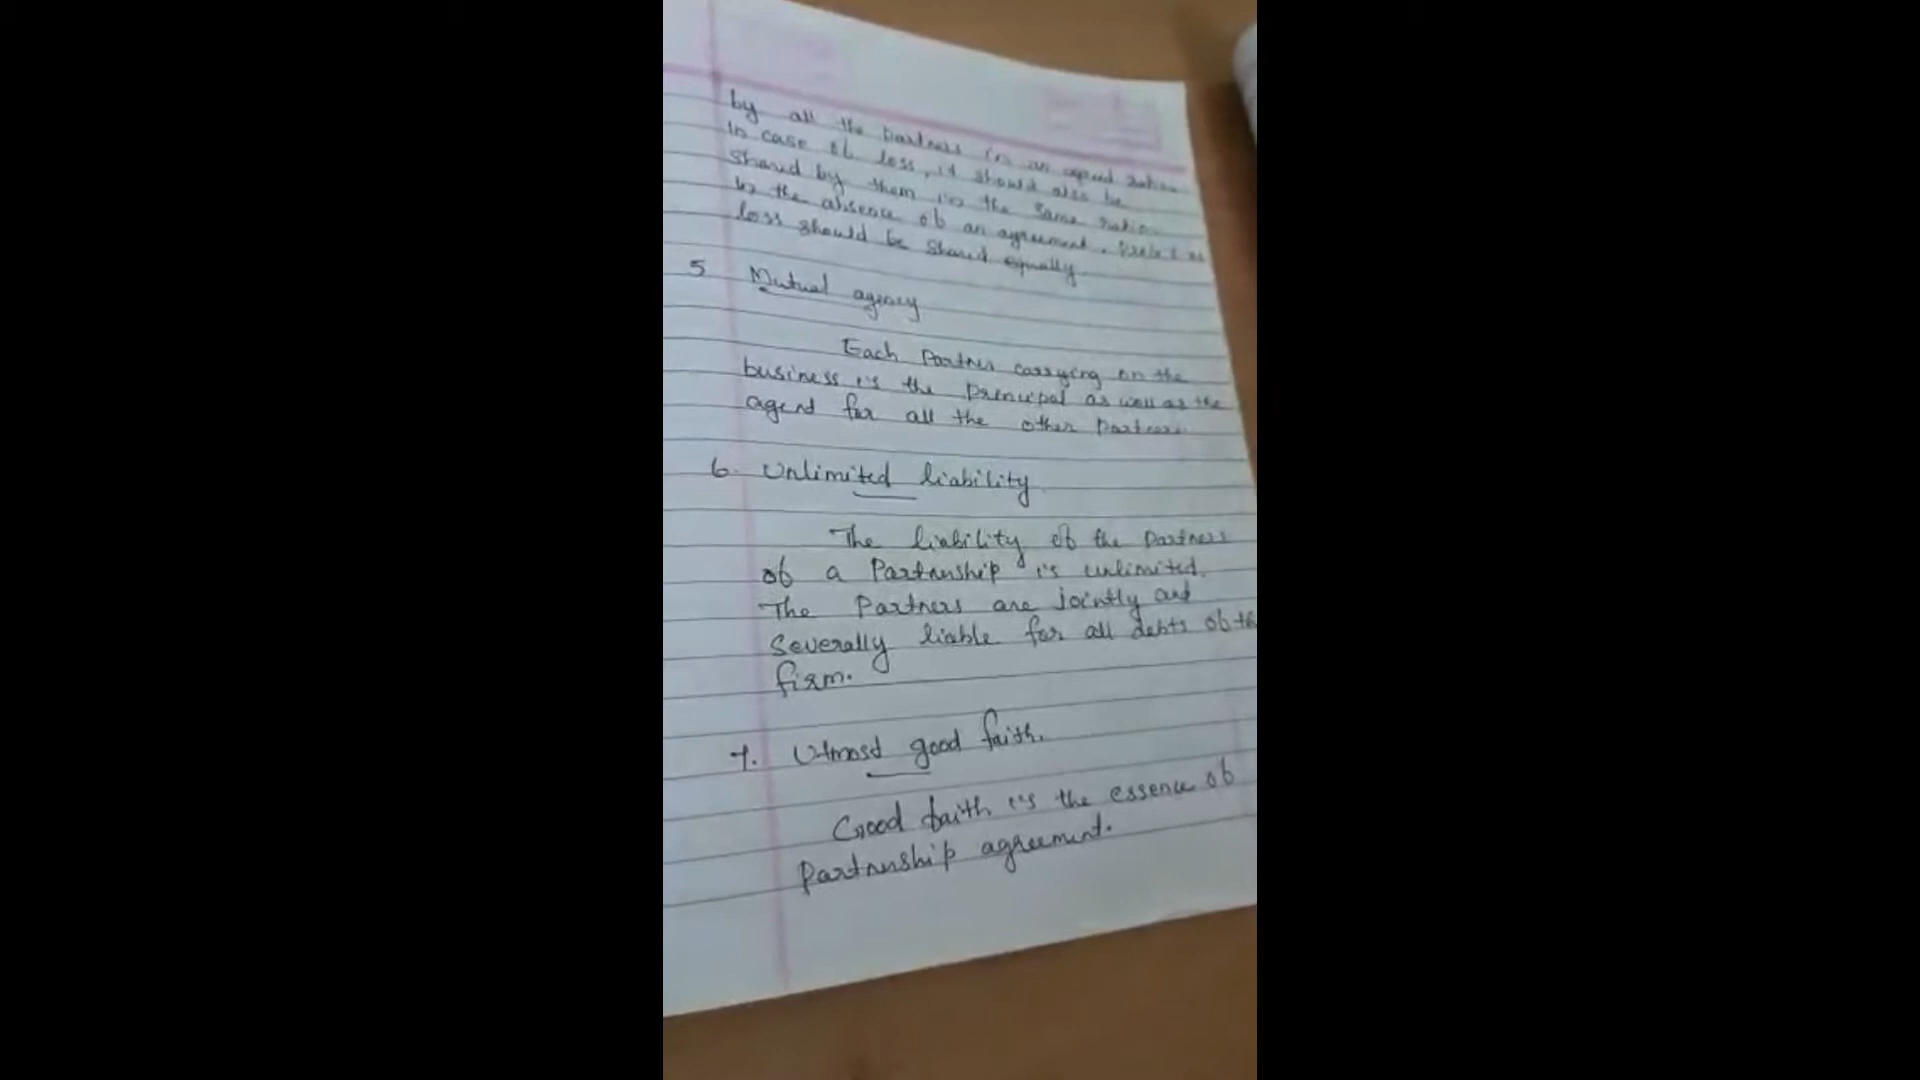 by all the partners in an agreed ratio.
In case of loss, it should also be
shared by them in the same ratio.
In the absence of an agreement, profit or
loss should be shared equally
5 Mutual agency
Each Partner carrying on the
business is the principal as well as the
agent for all the other partners.
6. Unlimited liability
The liability of the partners
of a Partnership is unlimited.
The Partners are jointly and
Severally liable for all debts of the
firm.
7. Utmost good faith.
Good faith is the essence of
Partnership agreement.